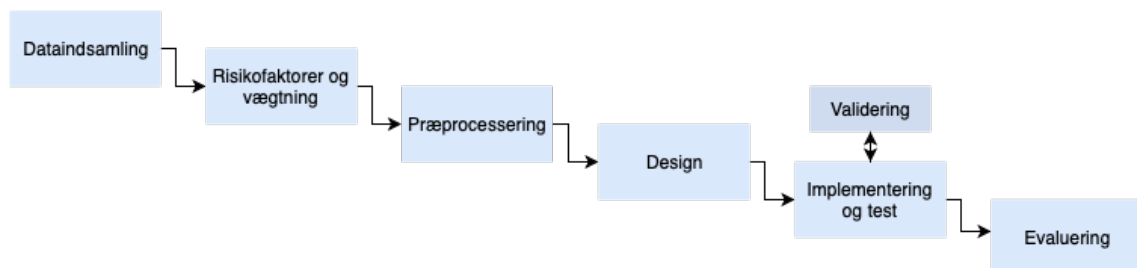 Dataindsamling
Risikofaktorer og
vægtning
Præprocessering
Design
Validering
Implementering
og test
Evaluering